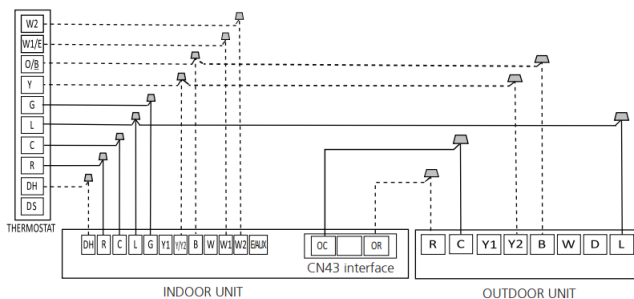 W2
W1/E
O/B
Y
G
L
C
R
DH
DS
THERMOSTAT
DH R C L G Y1 Y/Y2 B W W1 W2 E/AUX
OC OR
CN43 interface
R C Y1 Y2 B W D L
INDOOR UNIT
OUTDOOR UNIT